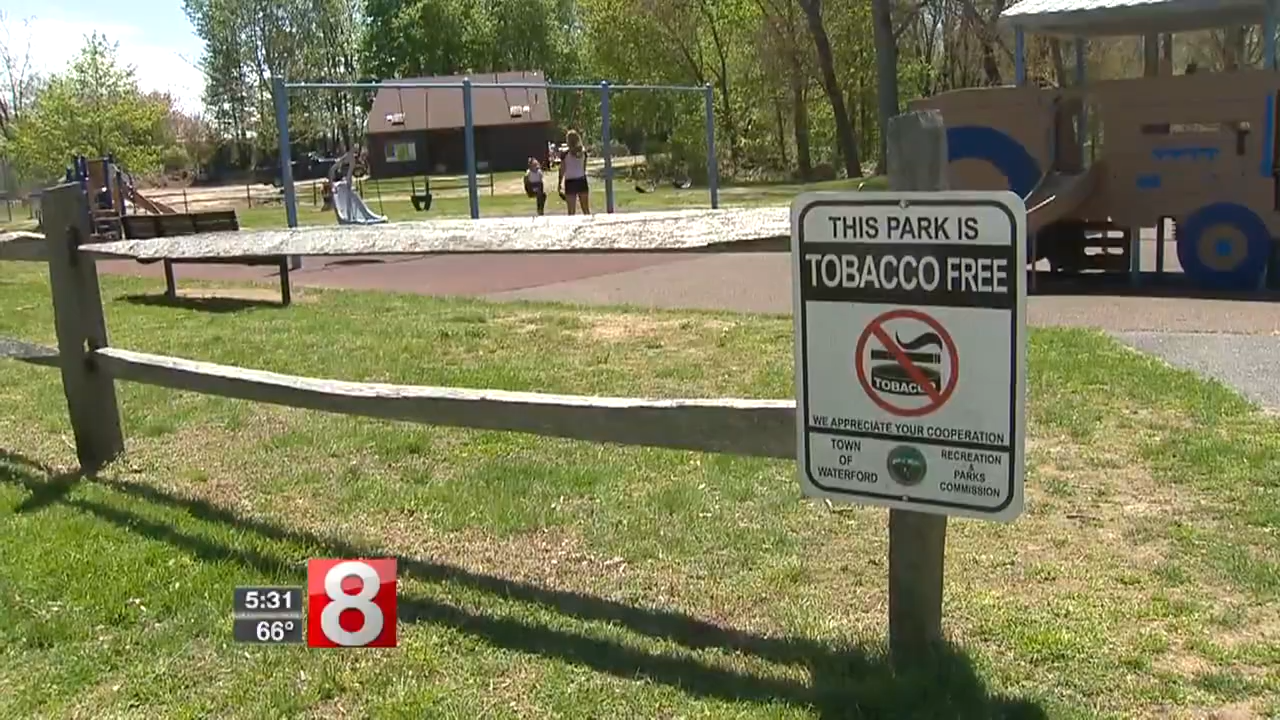 THIS PARK IS
TOBACCO FREE
TOBACCO
WE APPRECIATE YOUR COOPERATION
TOWN
OF
WATERFORD
RECREATION
&
PARKS
COMMISSION
5:31
66°
8